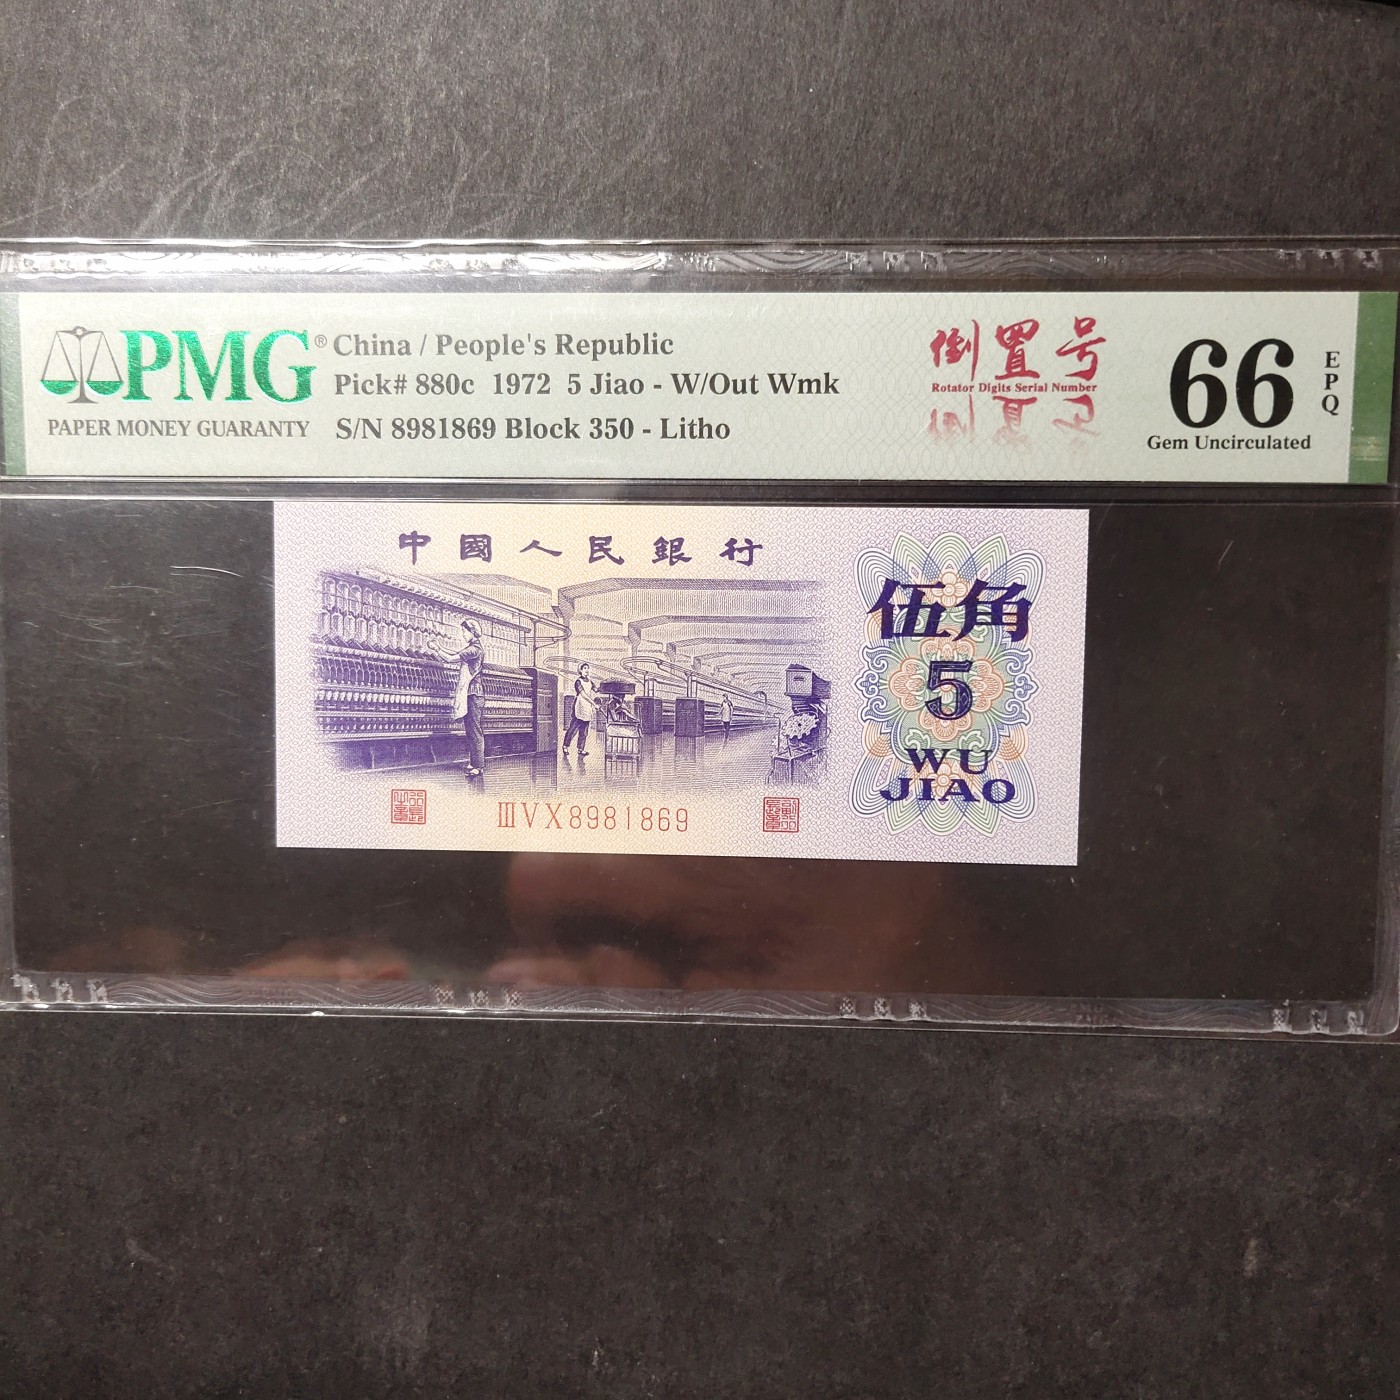 PMG®
PAPER MONEY GUARANTY
China / People's Republic
Pick# 880c 1972 5 Jiao - W/Out Wmk
S/N 8981869 Block 350 - Litho
倒置号
Rotator Digits Serial Number
66
EPQ
Gem Uncirculated
中國人民銀行
伍角
5
WU
JIAO
ⅢVX8981869